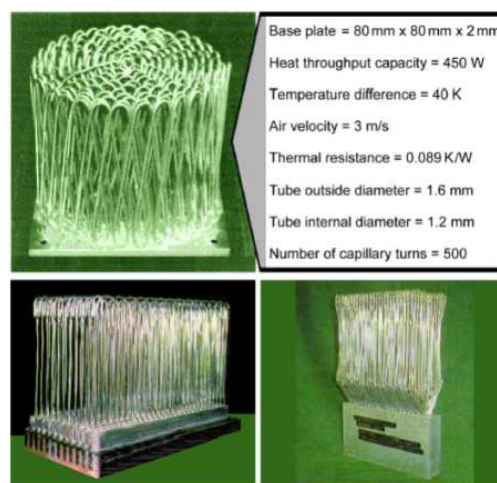 Base plate = 80 mm x 80 mm x 2 mm
Heat throughput capacity = 450 W
Temperature difference = 40 K
Air velocity = 3 m/s
Thermal resistance = 0.089 K/W
Tube outside diameter = 1.6 mm
Tube internal diameter = 1.2 mm
Number of capillary turns = 500